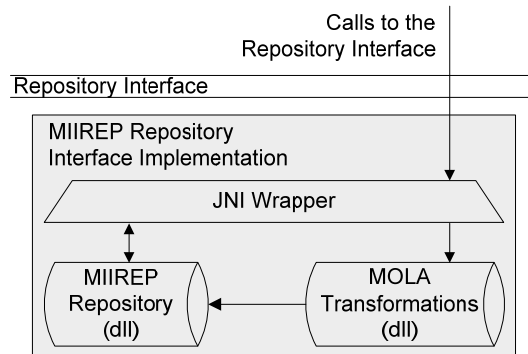 Calls to the
Repository Interface
Repository Interface
MIIREP Repository
Interface Implementation
JNI Wrapper
MIIREP
Repository
(dll)
MOLA
Transformations
(dll)